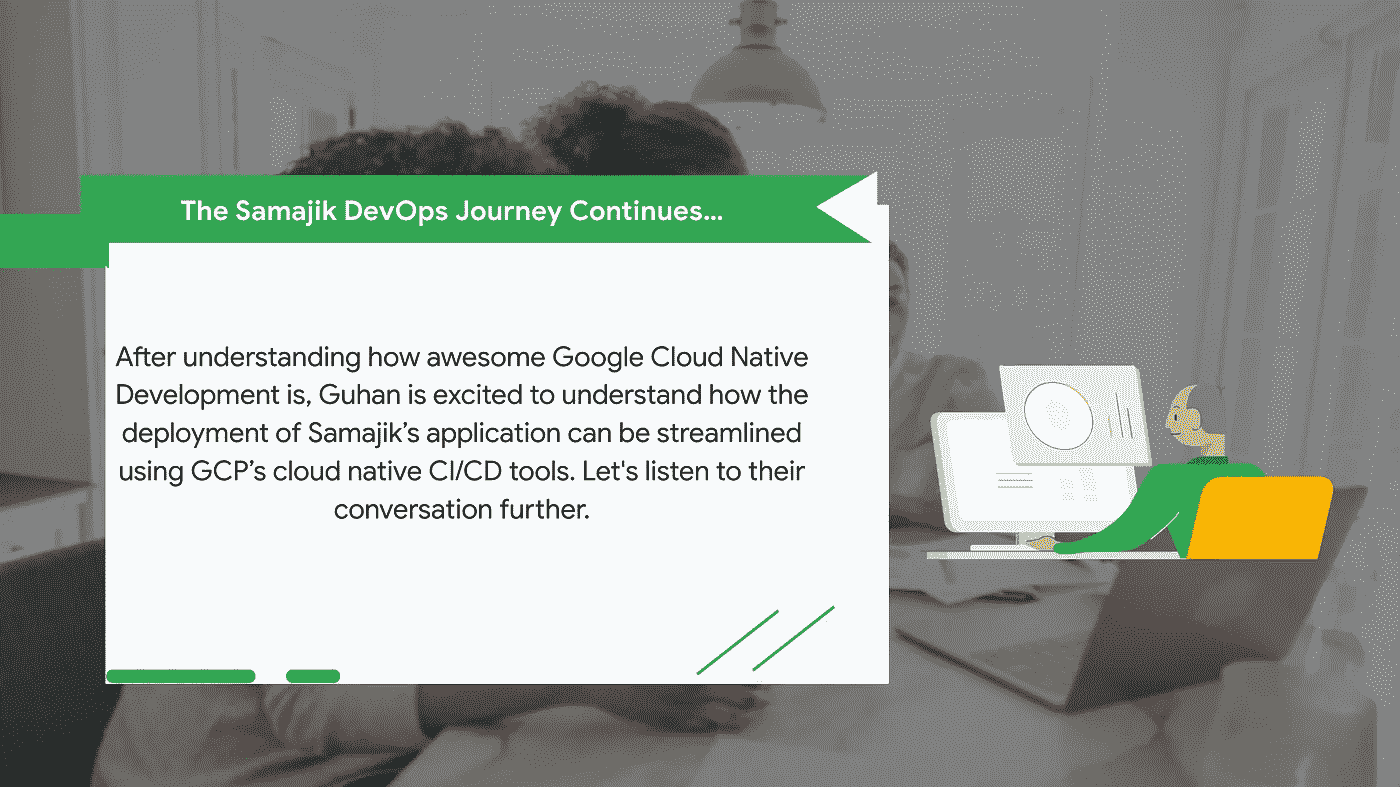 The Samajik DevOps Journey Continues...
After understanding how awesome Google Cloud Native
Development is, Guhan is excited to understand how the
deployment of Samajik’s application can be streamlined
using GCP’s cloud native CI/CD tools. Let's listen to their
conversation further.